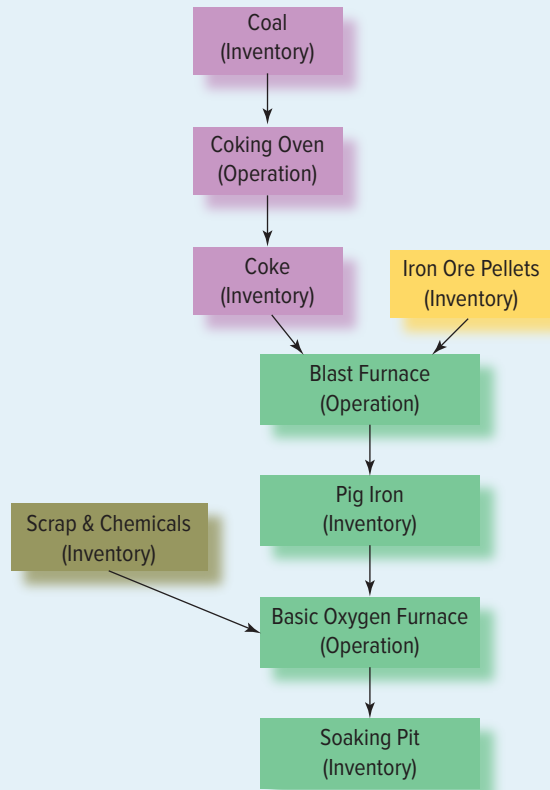 Coal
(Inventory)
Coking Oven
(Operation)
Coke
(Inventory)
Iron Ore Pellets
(Inventory)
Blast Furnace
(Operation)
Pig Iron
(Inventory)
Scrap & Chemicals
(Inventory)
Basic Oxygen Furnace
(Operation)
Soaking Pit
(Inventory)